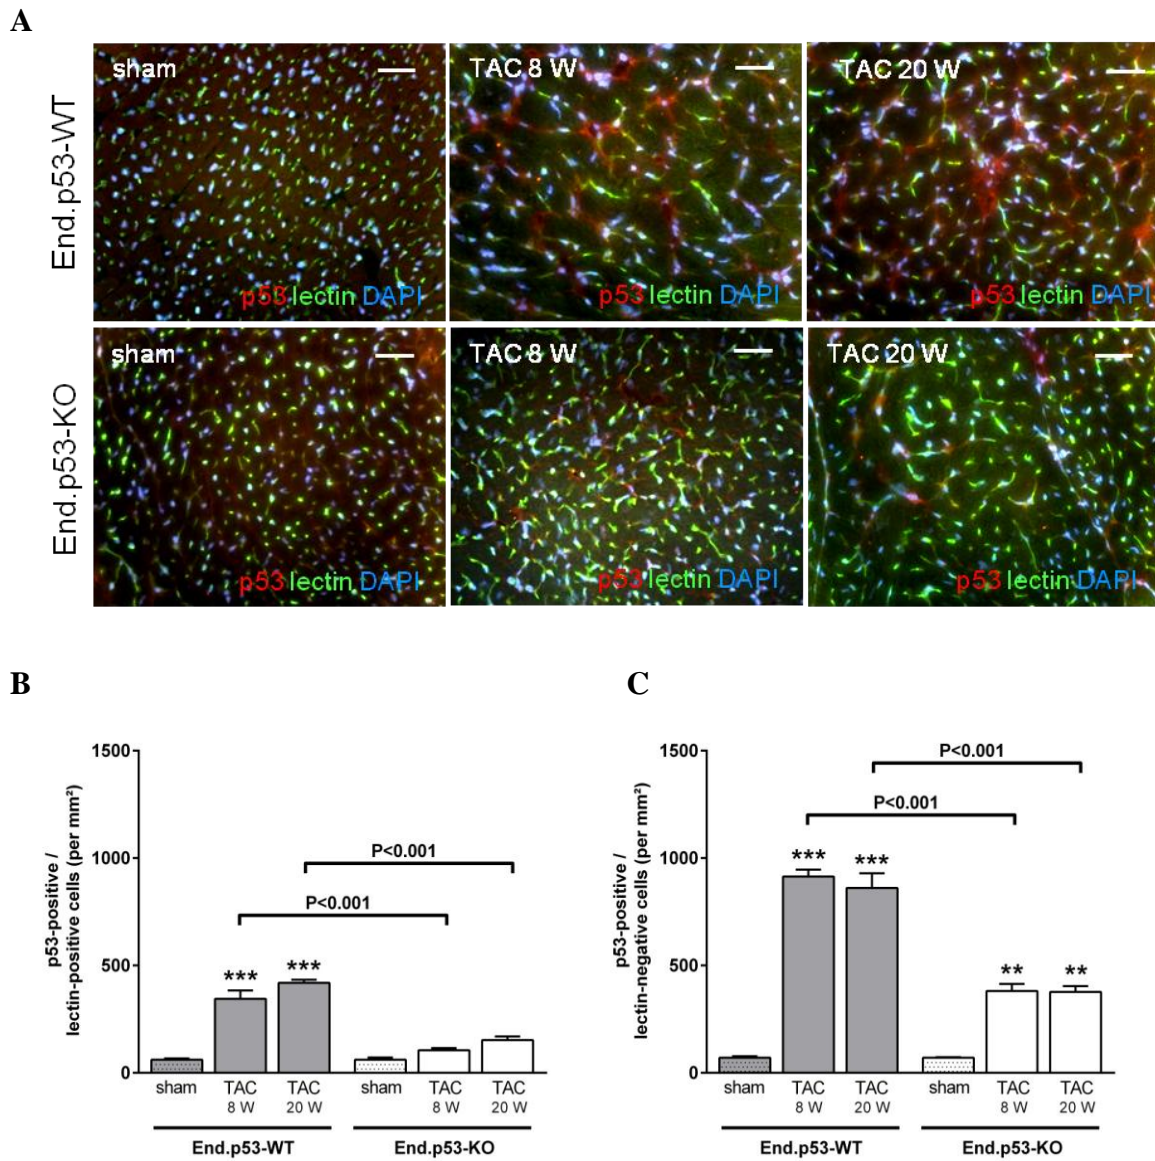 A
End.p53-WT
sham
p53 lectin DAPI
TAC 8 W
p53 lectin DAPI
TAC 20 W
p53 lectin DAPI
End.p53-KO
sham
p53 lectin DAPI
TAC 8 W
p53 lectin DAPI
TAC 20 W
p53 lectin DAPI
B
p53-positive /
lectin-positive cells (per mm²)
1500
1000
500
0
P<0.001
P<0.001
***
***
sham
TAC
8 W
TAC
20 W
sham
TAC
8 W
TAC
20 W
End.p53-WT
End.p53-KO
C
p53-positive /
lectin-negative cells (per mm²)
1500
1000
500
0
P<0.001
P<0.001
***
***
**
**
sham
TAC
8 W
TAC
20 W
sham
TAC
8 W
TAC
20 W
End.p53-WT
End.p53-KO